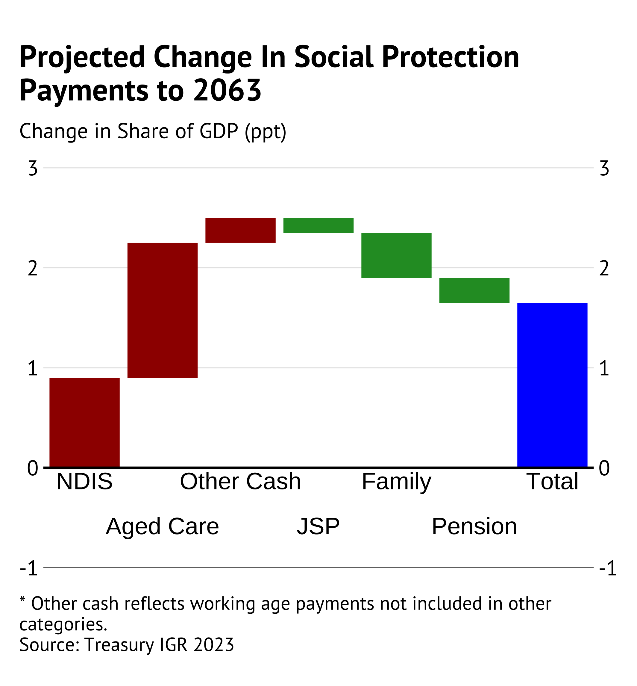 Projected Change In Social Protection
Payments to 2063
Change in Share of GDP (ppt)
3 3
2 2
1 1
0 0
NDIS Other Cash Family Total
Aged Care JSP Pension
-1 -1
* Other cash reflects working age payments not included in other
categories.
Source: Treasury IGR 2023